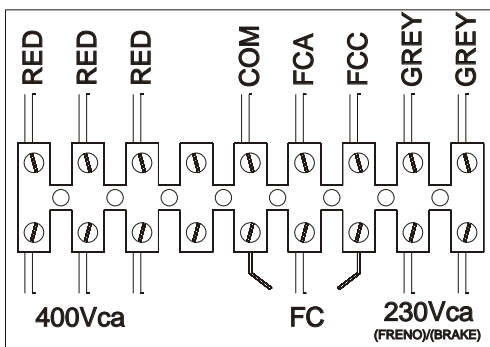 RED RED RED COM FCA FCC GREY GREY
400Vca FC 230Vca
(FRENO)/(BRAKE)